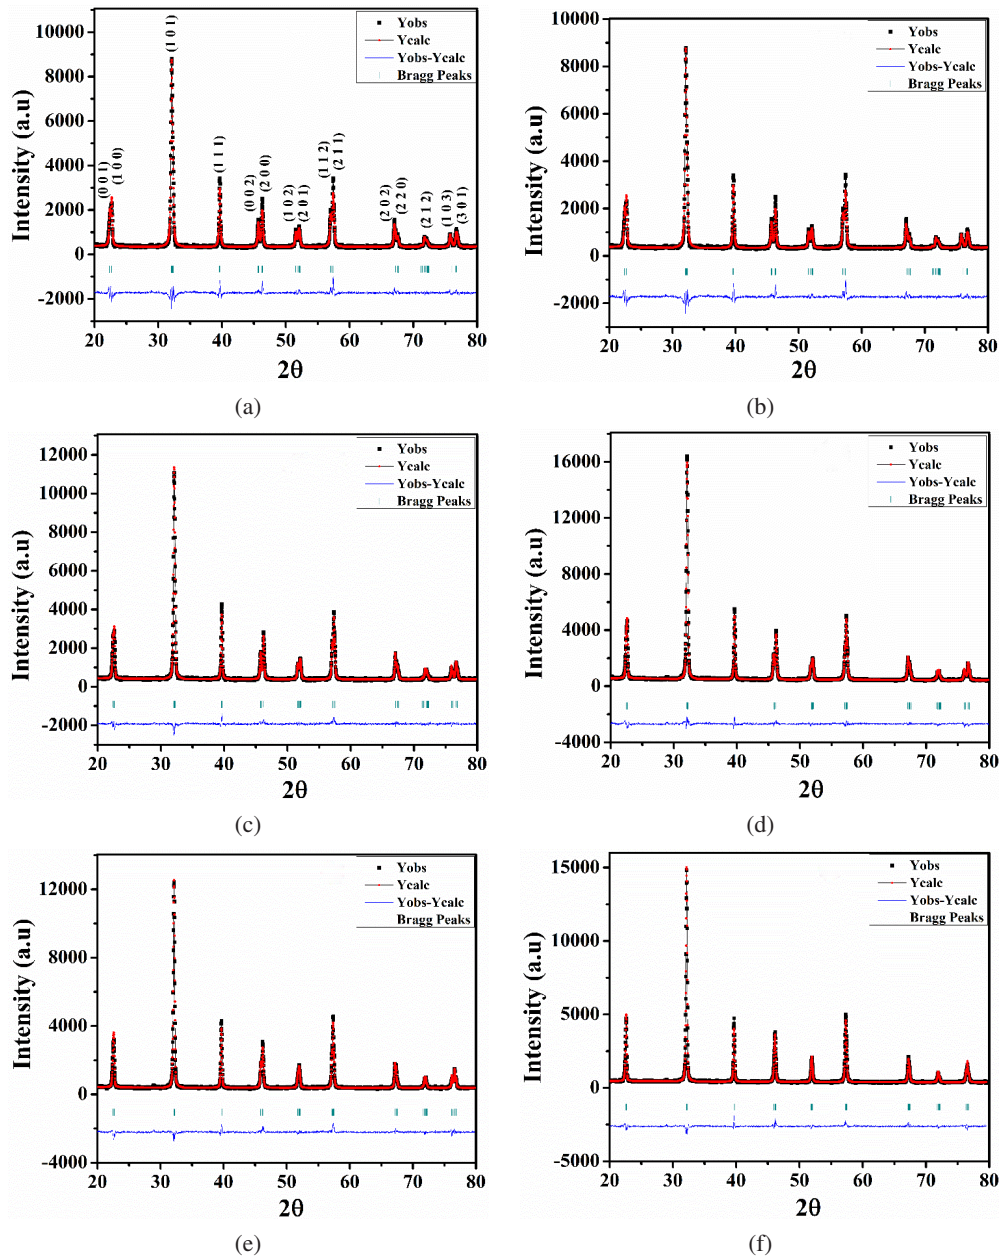 Yobs
Ycalc
Yobs-Ycalc
Bragg Peaks
(0 0 1)
(1 0 0)
(1 0 1)
(1 1 1)
(0 0 2)
(2 0 0)
(1 0 2)
(2 0 1)
(1 1 2)
(2 1 1)
(2 0 2)
(2 2 0)
(2 1 2)
(1 0 3)
(3 0 1)
Intensity (a.u)
10000
8000
6000
4000
2000
0
-2000
20 30 40 50 60 70 80
2θ
(a)
Yobs
Ycalc
Yobs-Ycalc
Bragg Peaks
Intensity (a.u)
10000
8000
6000
4000
2000
0
-2000
20 30 40 50 60 70 80
2θ
(b)
Yobs
Ycalc
Yobs-Ycalc
Bragg Peaks
Intensity (a.u)
12000
10000
8000
6000
4000
2000
0
-2000
20 30 40 50 60 70 80
2θ
(c)
Yobs
Ycalc
Yobs-Ycalc
Bragg Peaks
Intensity (a.u)
16000
12000
8000
4000
0
-4000
20 30 40 50 60 70 80
2θ
(d)
Yobs
Ycalc
Yobs-Ycalc
Bragg Peaks
Intensity (a.u)
12000
8000
4000
0
-4000
20 30 40 50 60 70 80
2θ
(e)
Yobs
Ycalc
Yobs-Ycalc
Bragg Peaks
Intensity (a.u)
15000
10000
5000
0
-5000
20 30 40 50 60 70 80
2θ
(f)